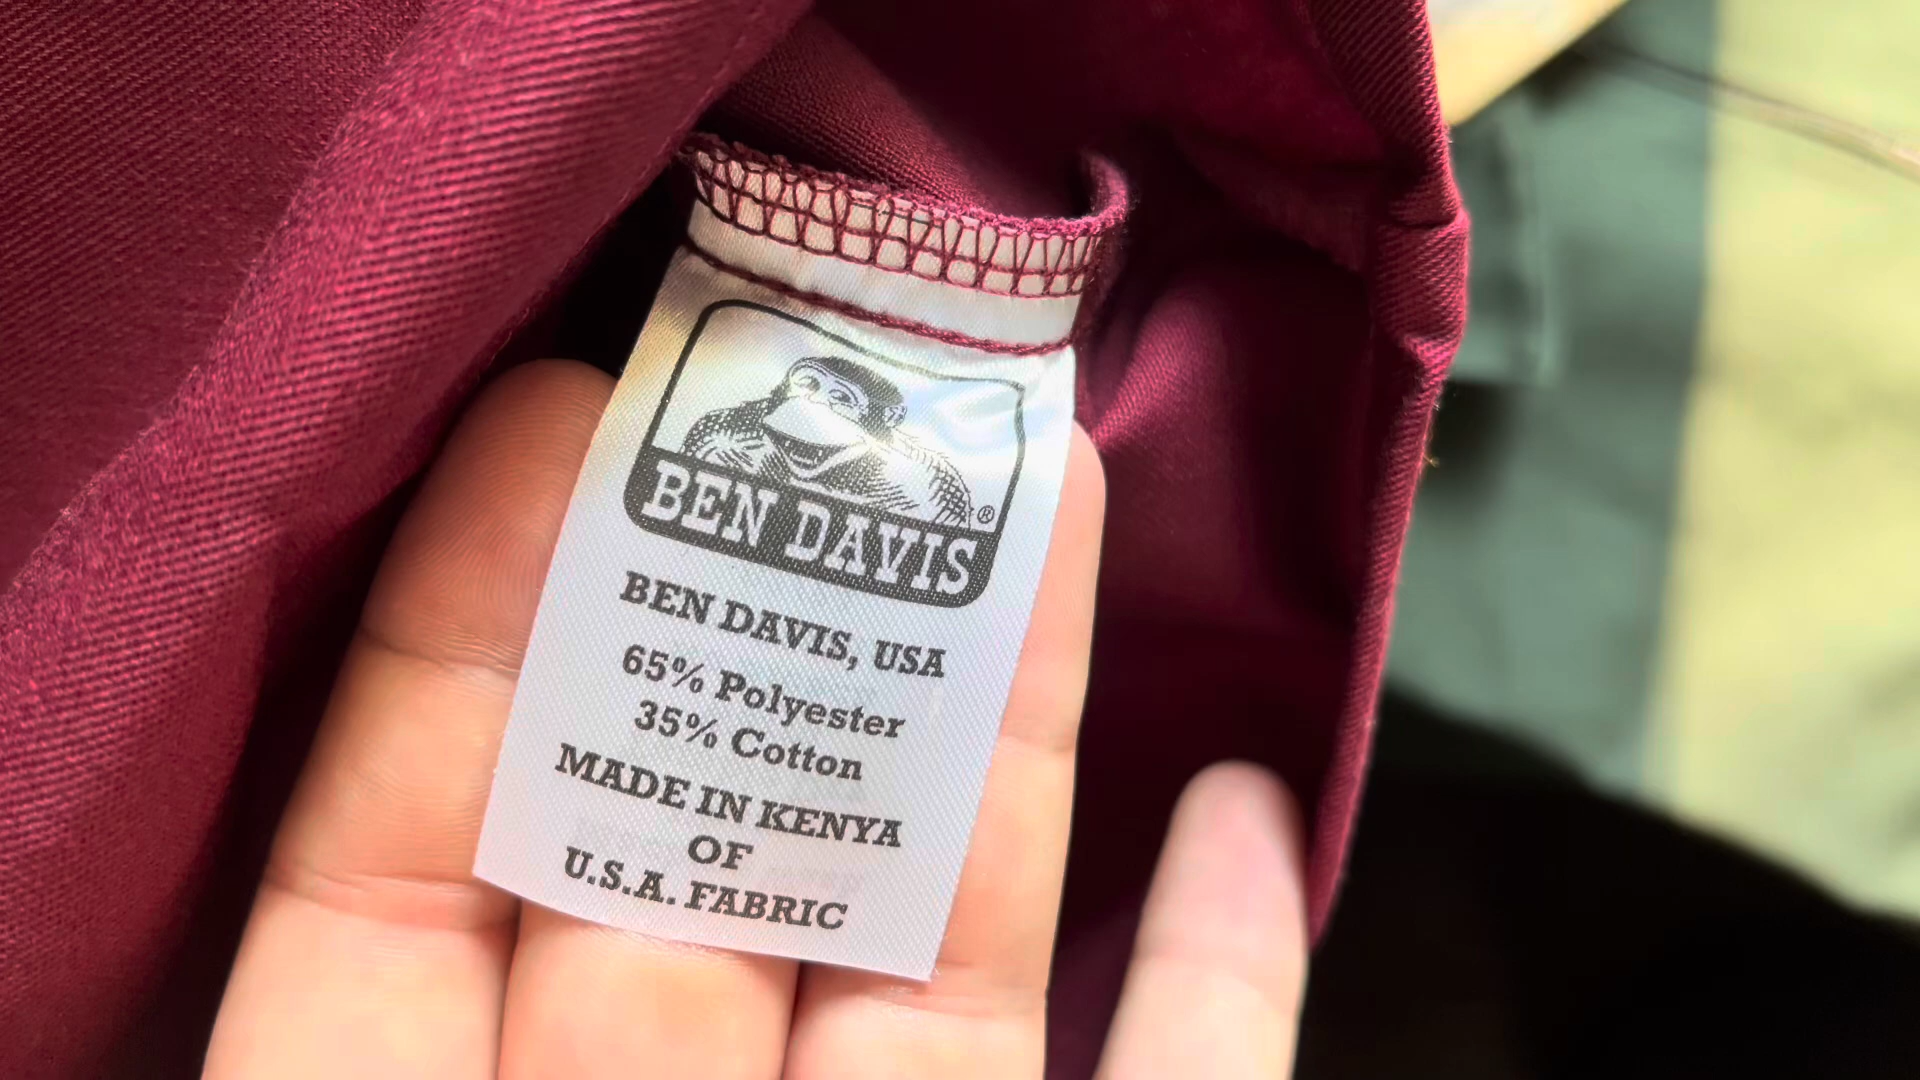 BEN DAVIS®
BEN DAVIS, USA
65% Polyester
35% Cotton
MADE IN KENYA
OF
U.S.A. FABRIC